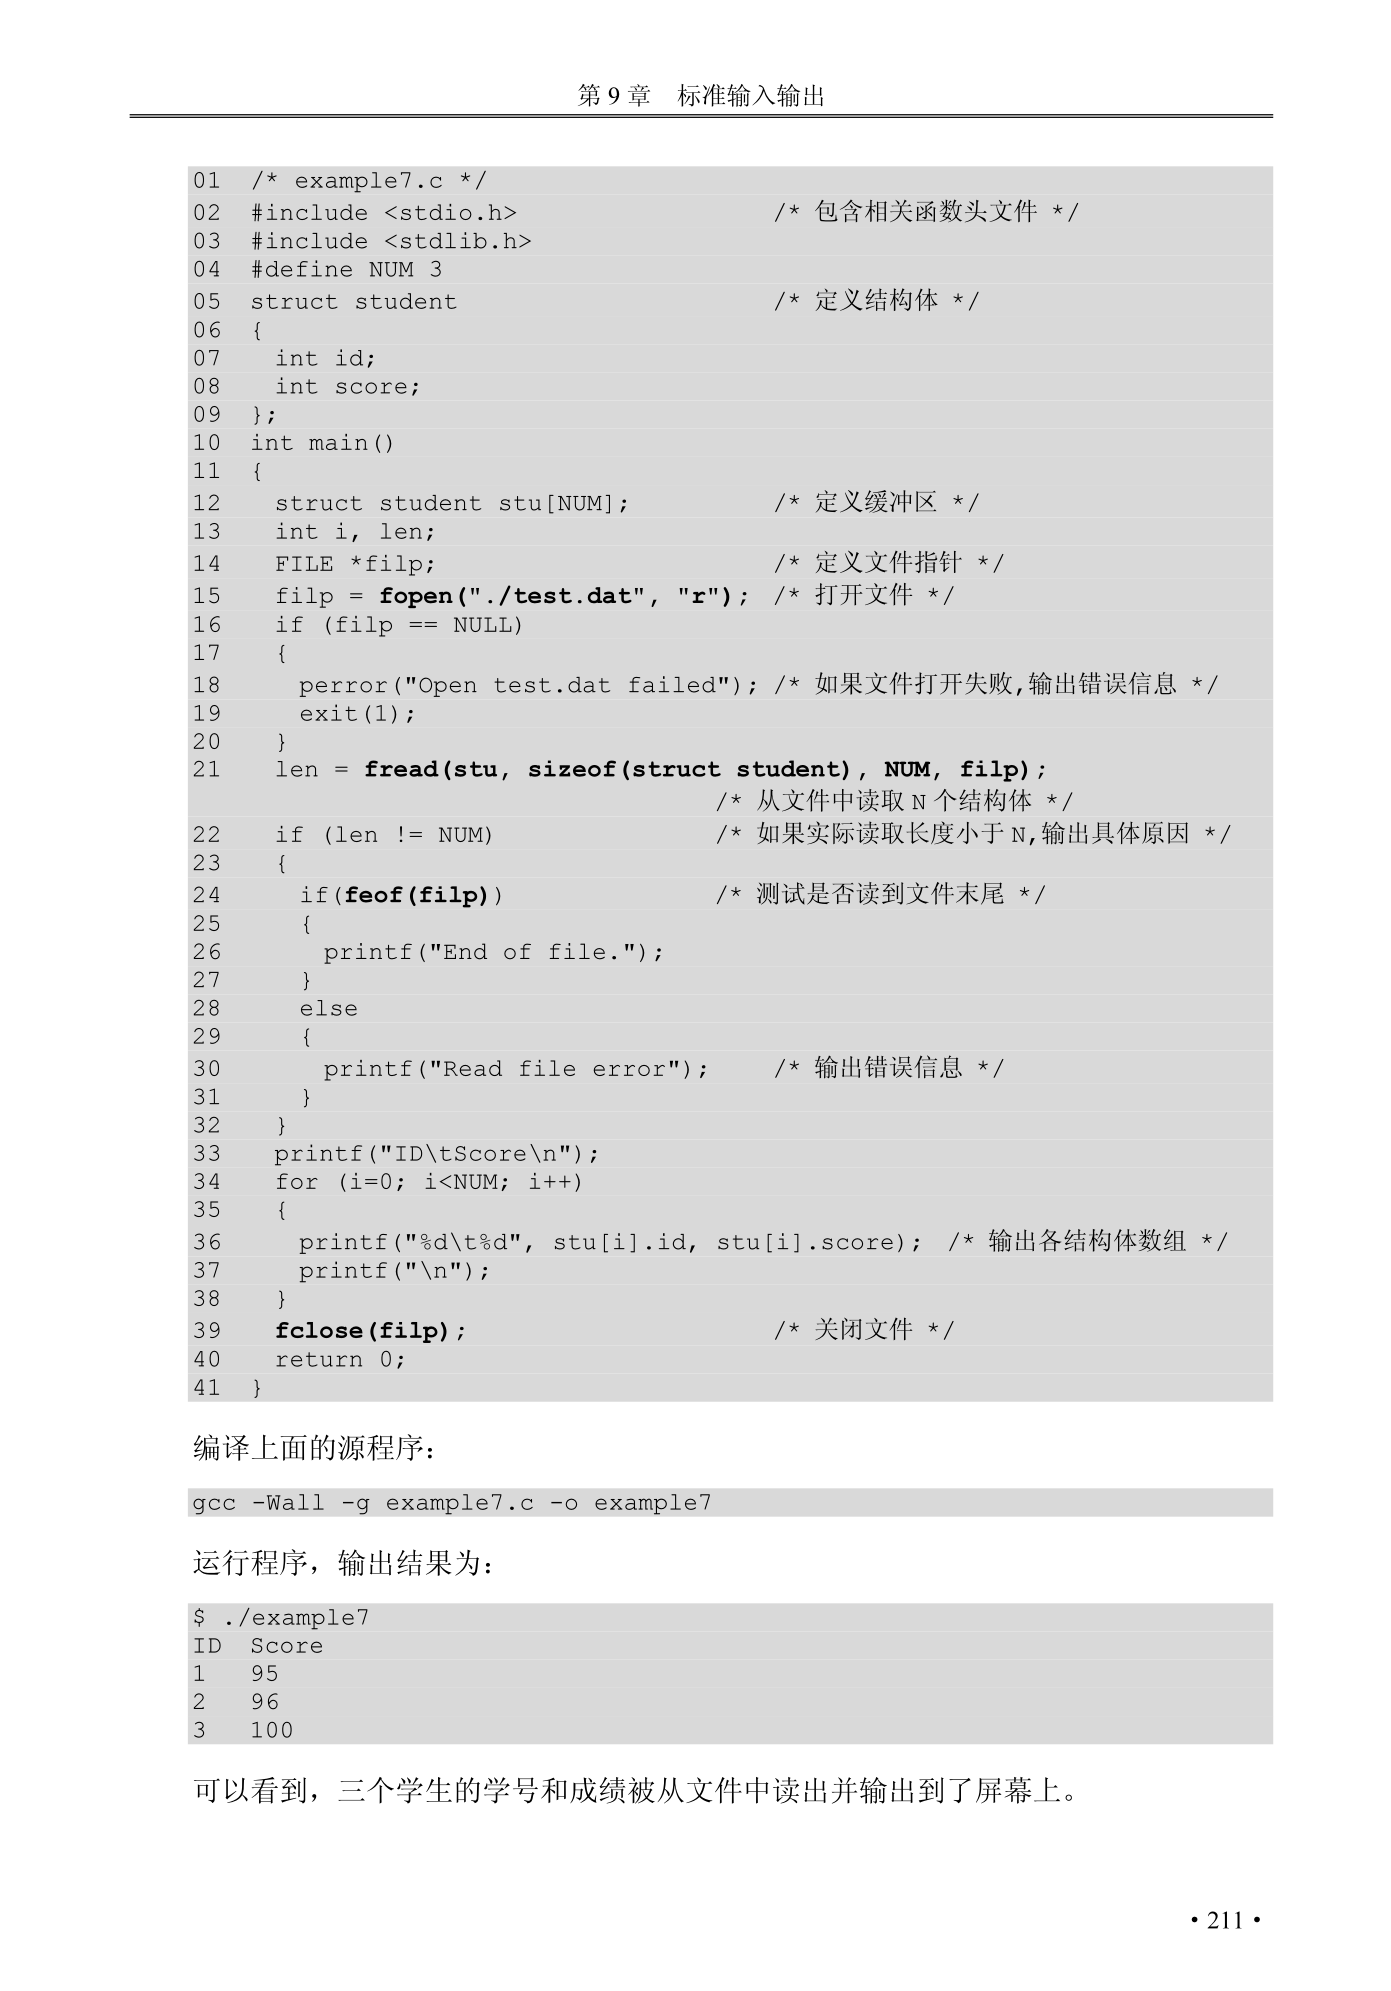 第 9 章　标准输入输出
01  /* example7.c */
02  #include <stdio.h>                  /* 包含相关函数头文件 */
03  #include <stdlib.h>
04  #define NUM 3
05  struct student                      /* 定义结构体 */
06  {
07    int id;
08    int score;
09  };
10  int main()
11  {
12    struct student stu[NUM];          /* 定义缓冲区 */
13    int i, len;
14    FILE *filp;                       /* 定义文件指针 */
15    filp = fopen("./test.dat", "r");  /* 打开文件 */
16    if (filp == NULL)
17    {
18      perror("Open test.dat failed"); /* 如果文件打开失败,输出错误信息 */
19      exit(1);
20    }
21    len = fread(stu, sizeof(struct student), NUM, filp);
                                    /* 从文件中读取 N 个结构体 */
22    if (len != NUM)               /* 如果实际读取长度小于 N,输出具体原因 */
23    {
24      if(feof(filp))              /* 测试是否读到文件末尾 */
25      {
26        printf("End of file.");
27      }
28      else
29      {
30        printf("Read file error");    /* 输出错误信息 */
31      }
32    }
33    printf("ID\tScore\n");
34    for (i=0; i<NUM; i++)
35    {
36      printf("%d\t%d", stu[i].id, stu[i].score);  /* 输出各结构体数组 */
37      printf("\n");
38    }
39    fclose(filp);                     /* 关闭文件 */
40    return 0;
41  }
编译上面的源程序：
gcc -Wall -g example7.c -o example7
运行程序，输出结果为：
$ ./example7
ID  Score
1   95
2   96
3   100
可以看到，三个学生的学号和成绩被从文件中读出并输出到了屏幕上。
• 211 •